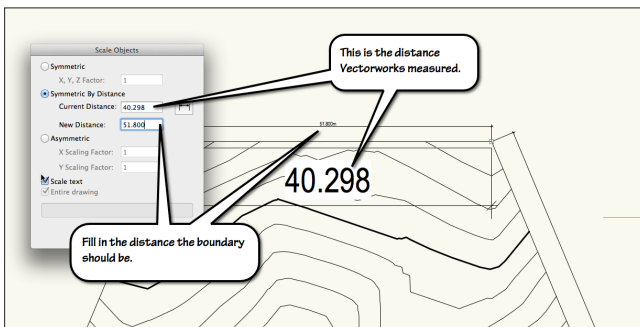 Scale Objects
Symmetric
X, Y, Z Factor: 1
Symmetric By Distance
Current Distance: 40.298
New Distance: 51.800
Asymmetric
X Scaling Factor: 1
Y Scaling Factor: 1
Scale text
Entire drawing
This is the distance
Vectorworks measured.
51.800m
40.298
Fill in the distance the boundary
should be.